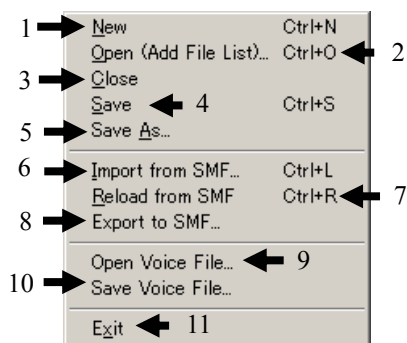 1 New Ctrl+N
Open (Add File List)... Ctrl+O 2
3 Close
Save 4 Ctrl+S
5 Save As...
6 Import from SMF... Ctrl+L
Reload from SMF Ctrl+R 7
8 Export to SMF...
Open Voice File... 9
10 Save Voice File...
Exit 11